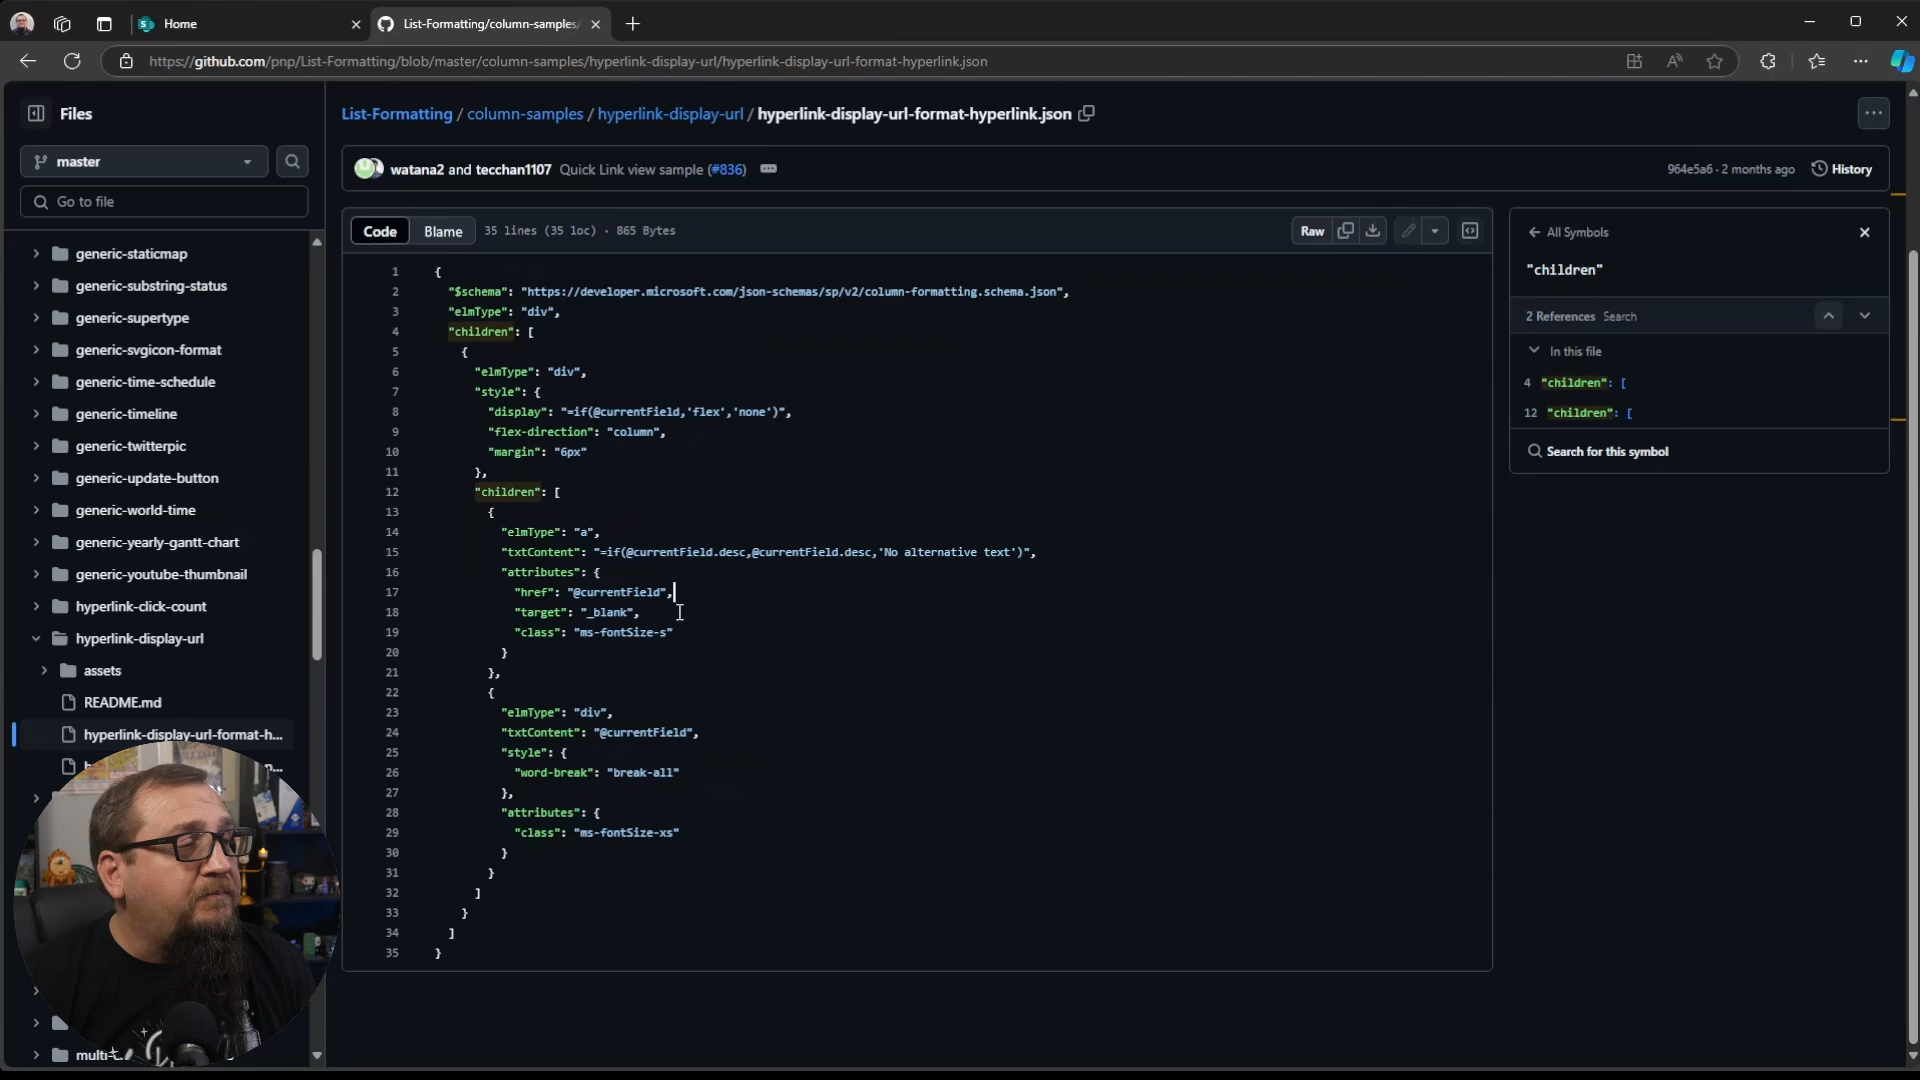 Home
List-Formatting/column-samples/
https://github.com/pnp/List-Formatting/blob/master/column-samples/hyperlink-display-url/hyperlink-display-url-format-hyperlink.json
Files
List-Formatting / column-samples / hyperlink-display-url / hyperlink-display-url-format-hyperlink.json
master
watana2 and tecchan1107 Quick Link view sample (#836)
964e5a6 · 2 months ago
History
Go to file
Code
Blame
35 lines (35 loc) · 865 Bytes
Raw
generic-staticmap
generic-substring-status
generic-supertype
generic-svgicon-format
generic-time-schedule
generic-timeline
generic-twitterpic
generic-update-button
generic-world-time
generic-yearly-gantt-chart
generic-youtube-thumbnail
hyperlink-click-count
hyperlink-display-url
assets
README.md
hyperlink-display-url-format-h...
1 {
2 "$schema": "https://developer.microsoft.com/json-schemas/sp/v2/column-formatting.schema.json",
3 "elmType": "div",
4 "children": [
5 {
6 "elmType": "div",
7 "style": {
8 "display": "=if(@currentField,'flex','none')",
9 "flex-direction": "column",
10 "margin": "6px"
11 },
12 "children": [
13 {
14 "elmType": "a",
15 "txtContent": "=if(@currentField.desc,@currentField.desc,'No alternative text')",
16 "attributes": {
17 "href": "@currentField",
18 "target": "_blank",
19 "class": "ms-fontSize-s"
20 }
21 },
22 {
23 "elmType": "div",
24 "txtContent": "@currentField",
25 "style": {
26 "word-break": "break-all"
27 },
28 "attributes": {
29 "class": "ms-fontSize-xs"
30 }
31 }
32 ]
33 }
34 ]
35 }
All Symbols
"children"
2 References Search
In this file
4 "children": [
12 "children": [
Search for this symbol